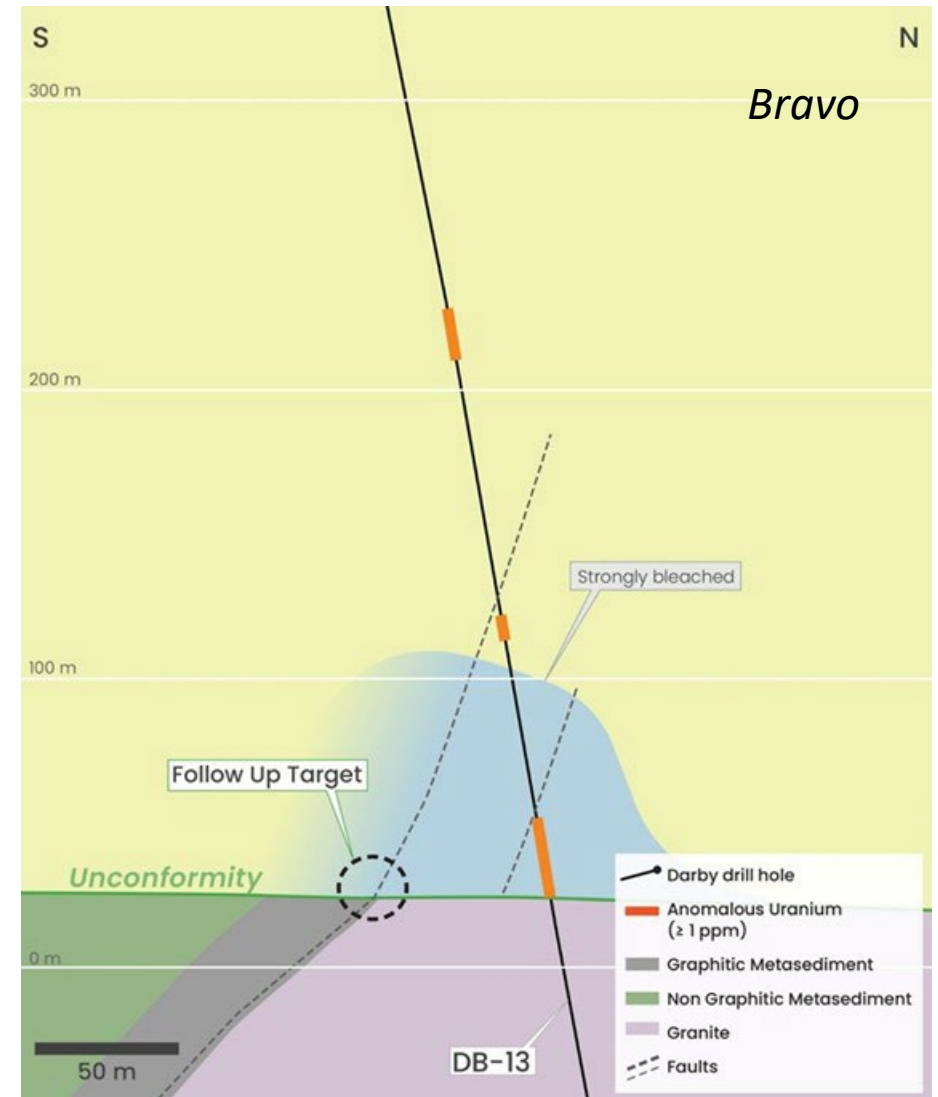 S
N
Bravo
300 m
200 m
Strongly bleached
100 m
Follow Up Target
Unconformity
0 m
50 m
DB-13
Darby drill hole
Anomalous Uranium
(≥ 1 ppm)
Graphitic Metasediment
Non Graphitic Metasediment
Granite
Faults